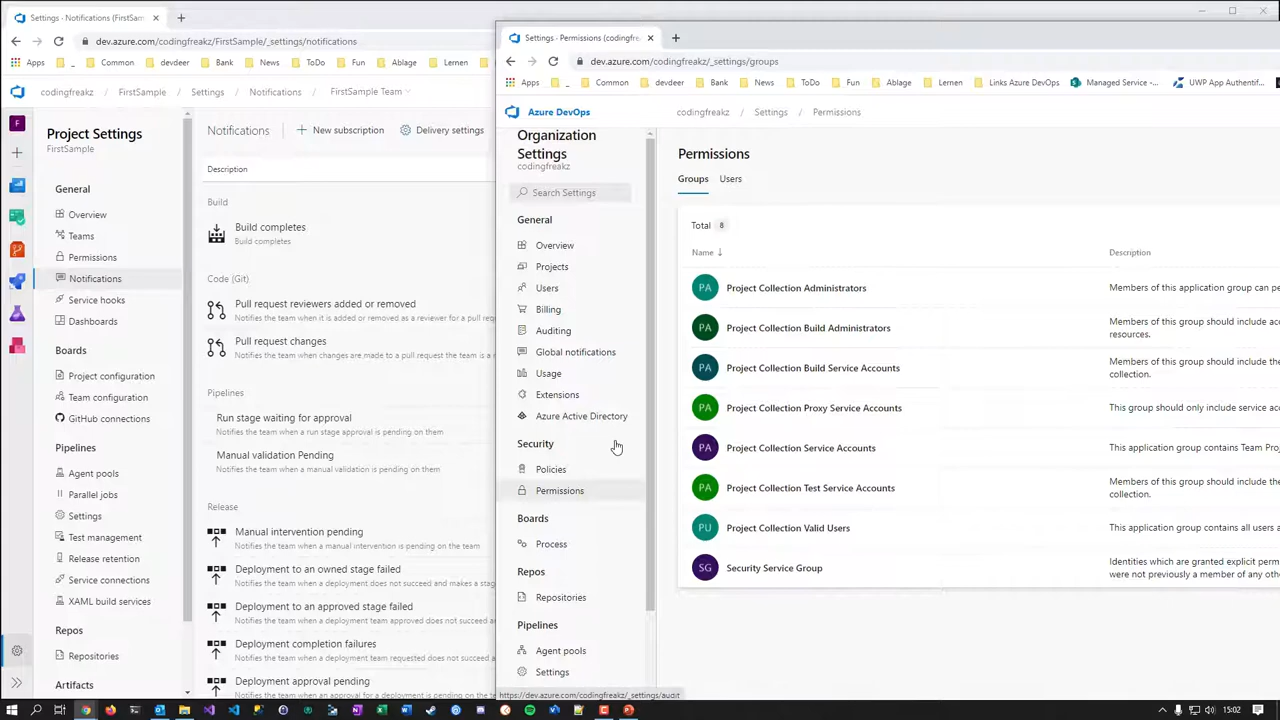 Settings - Notifications (FirstSam
dev.azure.com/codingfreakz/FirstSample/_settings/notifications
Apps
_
Common
devdeer
Bank
News
ToDo
Fun
Ablage
Lernen
codingfreakz / FirstSample / Settings / Notifications / FirstSample Team
F
Project Settings
FirstSample
General
Overview
Teams
Permissions
Notifications
Service hooks
Dashboards
Boards
Project configuration
Team configuration
GitHub connections
Pipelines
Agent pools
Parallel jobs
Settings
Test management
Release retention
Service connections
XAML build services
Repos
Repositories
Artifacts
Notifications
New subscription
Delivery settings
Description
Build
Build completes
Build completes
Code (Git)
Pull request reviewers added or removed
Notifies the team when it is added or removed as a reviewer for a pull req
Pull request changes
Notifies the team when changes are made to a pull request the team is a r
Pipelines
Run stage waiting for approval
Notifies the team when a run stage approval is pending on them
Manual validation Pending
Notifies the team when a manual validation is pending on them
Release
Manual intervention pending
Notifies the team when a manual intervention is pending on the team
Deployment to an owned stage failed
Notifies the team when a deployment does not succeed and makes a stag
Deployment to an approved stage failed
Notifies the team when a deployment team approved does not succeed an
Deployment completion failures
Notifies the team when a deployment team requested does not succeed an
Deployment approval pending
Notifies the team when an approval for a deployment is pending on them
Settings - Permissions (codingfre
dev.azure.com/codingfreakz/_settings/groups
Apps
_
Common
devdeer
Bank
News
ToDo
Fun
Ablage
Lernen
Links Azure DevOps
Managed Service -...
UWP App Authentif...
Azure DevOps
codingfreakz / Settings / Permissions
Organization
Settings
codingfreakz
Search Settings
General
Overview
Projects
Users
Billing
Auditing
Global notifications
Usage
Extensions
Azure Active Directory
Security
Policies
Permissions
Boards
Process
Repos
Repositories
Pipelines
Agent pools
Settings
https://dev.azure.com/codingfreakz/_settings/audit
Permissions
Groups Users
Total 8
Name Description
PA Project Collection Administrators Members of this application group can pe
PA Project Collection Build Administrators Members of this group should include acc
resources.
PA Project Collection Build Service Accounts Members of this group should include the
collection.
PA Project Collection Proxy Service Accounts This group should only include service acc
PA Project Collection Service Accounts This application group contains Team Proj
PA Project Collection Test Service Accounts Members of this group should include the
collection.
PU Project Collection Valid Users This application group contains all users a
SG Security Service Group Identities which are granted explicit permi
were not previously a member of any oth
15:02